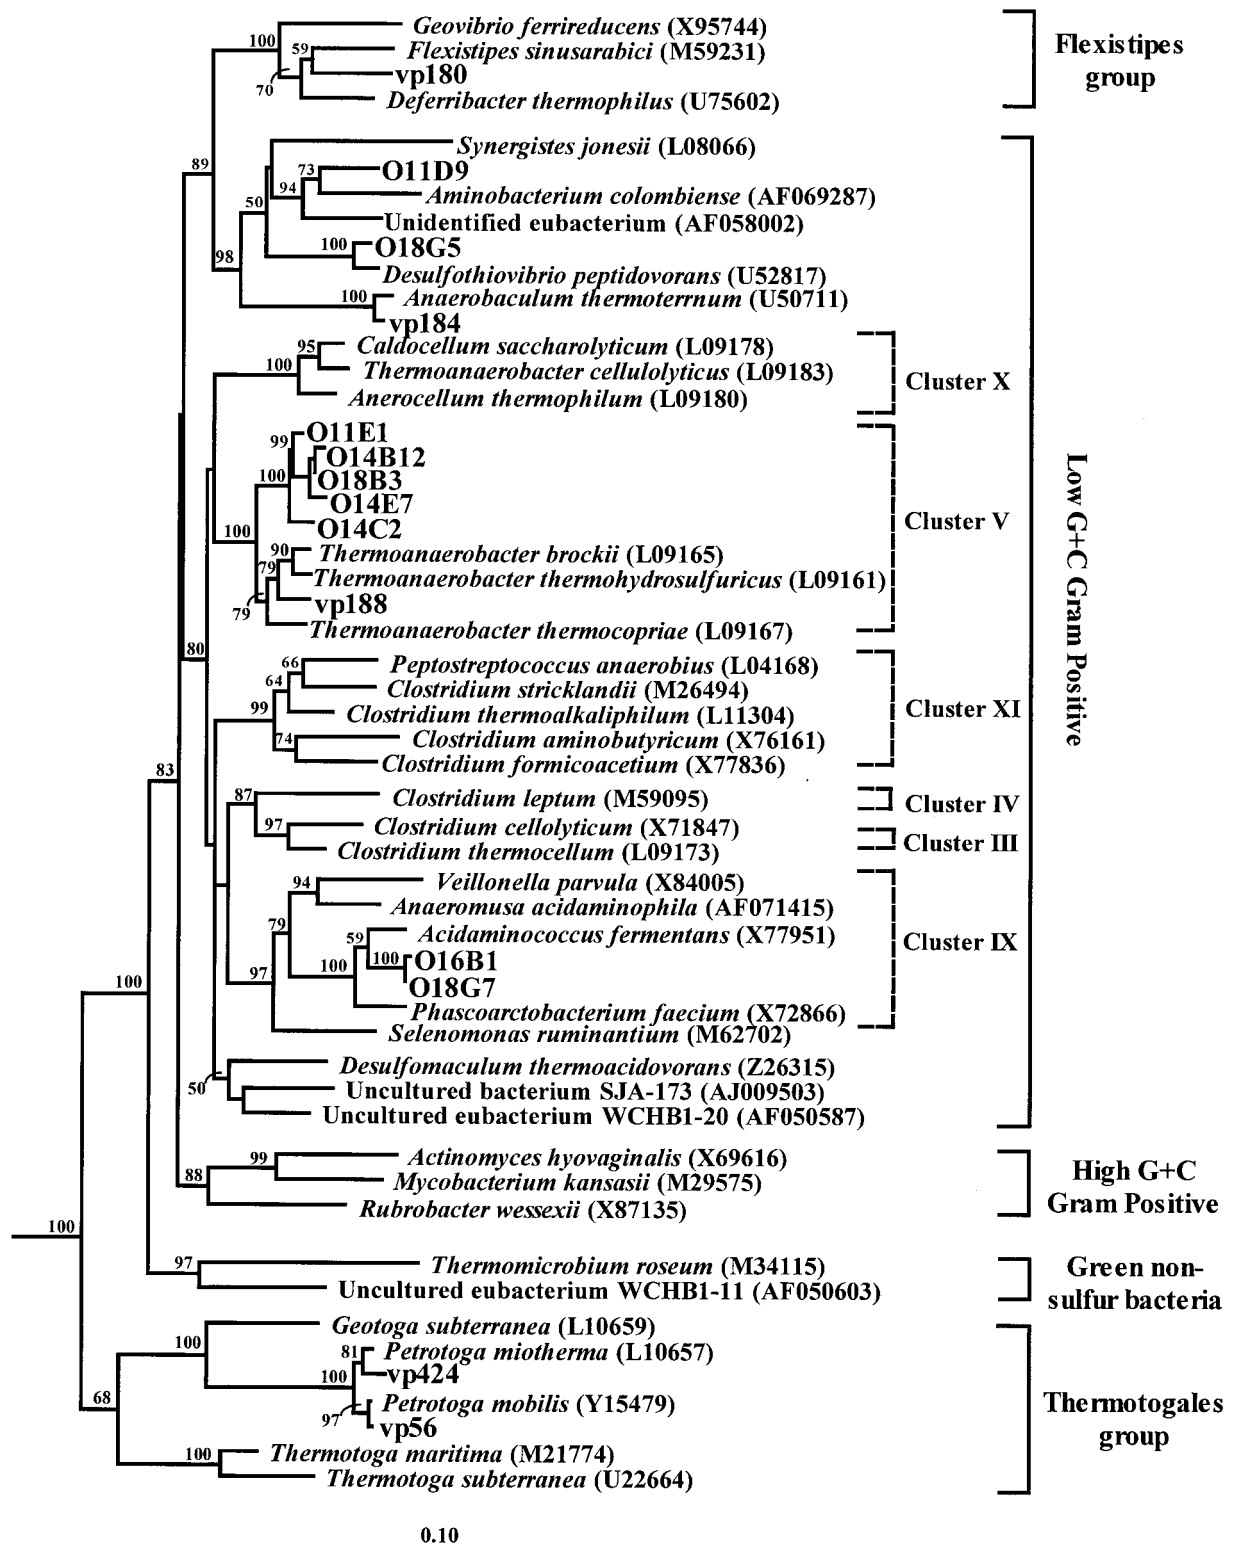 Geovibrio ferrireducens (X95744)
100
59
Flexistipes sinusarabici (M59231)
vp180
70
Deferribacter thermophilus (U75602)
Flexistipes
group
Synergistes jonesii (L08066)
89
73
O11D9
94
Aminobacterium colombiense (AF069287)
50
Unidentified eubacterium (AF058002)
100
O18G5
98
Desulfothiovibrio peptidovorans (U52817)
100
Anaerobaculum thermoterrnum (U50711)
vp184
95
Caldocellum saccharolyticum (L09178)
100
Thermoanaerobacter cellulolyticus (L09183)
Anerocellum thermophilum (L09180)
Cluster X
O11E1
99
O14B12
100
O18B3
O14E7
O14C2
100
Cluster V
90
Thermoanaerobacter brockii (L09165)
79
Thermoanaerobacter thermohydrosulfuricus (L09161)
vp188
79
Thermoanaerobacter thermocopriae (L09167)
Low G+C Gram Positive
80
66
Peptostreptococcus anaerobius (L04168)
64
Clostridium stricklandii (M26494)
99
Clostridium thermoalkaliphilum (L11304)
74
Clostridium aminobutyricum (X76161)
Clostridium formicoacetium (X77836)
Cluster XI
83
87
Clostridium leptum (M59095)
Cluster IV
97
Clostridium cellolyticum (X71847)
Clostridium thermocellum (L09173)
Cluster III
94
Veillonella parvula (X84005)
Anaeromusa acidaminophila (AF071415)
79
59
Acidaminococcus fermentans (X77951)
Cluster IX
100
100
O16B1
97
O18G7
Phascoarctobacterium faecium (X72866)
Selenomonas ruminantium (M62702)
100
Desulfomaculum thermoacidovorans (Z26315)
50
Uncultured bacterium SJA-173 (AJ009503)
Uncultured eubacterium WCHB1-20 (AF050587)
99
Actinomyces hyovaginalis (X69616)
88
Mycobacterium kansasii (M29575)
Rubrobacter wessexii (X87135)
High G+C
Gram Positive
100
97
Thermomicrobium roseum (M34115)
Uncultured eubacterium WCHB1-11 (AF050603)
Green non-
sulfur bacteria
Geotoga subterranea (L10659)
100
81
Petrotoga miotherma (L10657)
100
vp424
68
Petrotoga mobilis (Y15479)
97
vp56
Thermotogales
group
100
Thermotoga maritima (M21774)
Thermotoga subterranea (U22664)
0.10